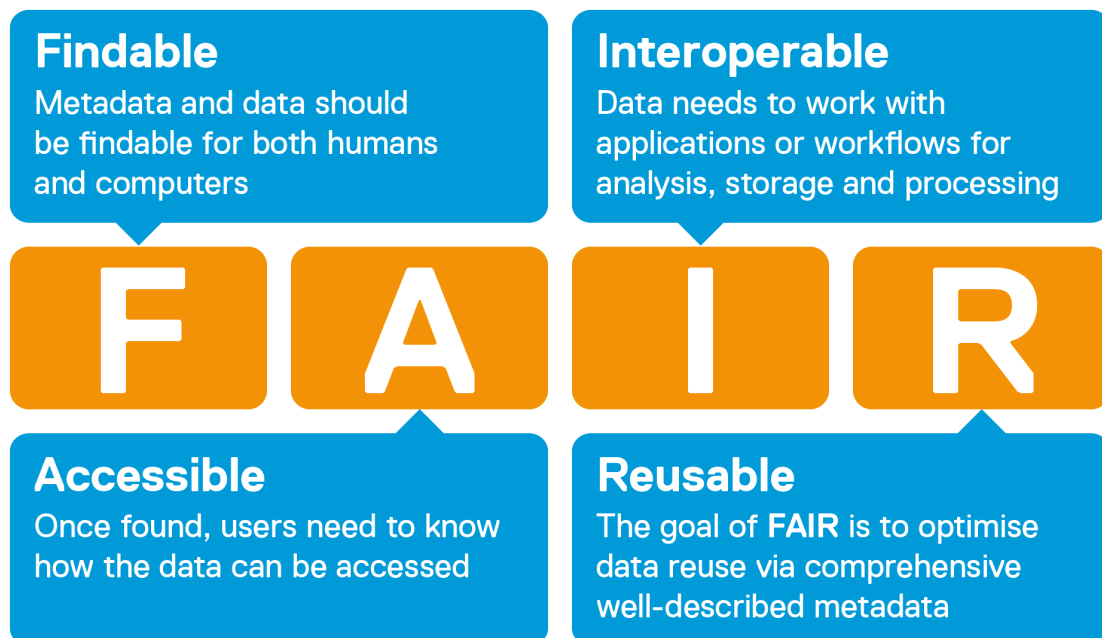 Findable
Metadata and data should
be findable for both humans
and computers
Interoperable
Data needs to work with
applications or workflows for
analysis, storage and processing
F A I R
Accessible
Once found, users need to know
how the data can be accessed
Reusable
The goal of FAIR is to optimise
data reuse via comprehensive
well-described metadata